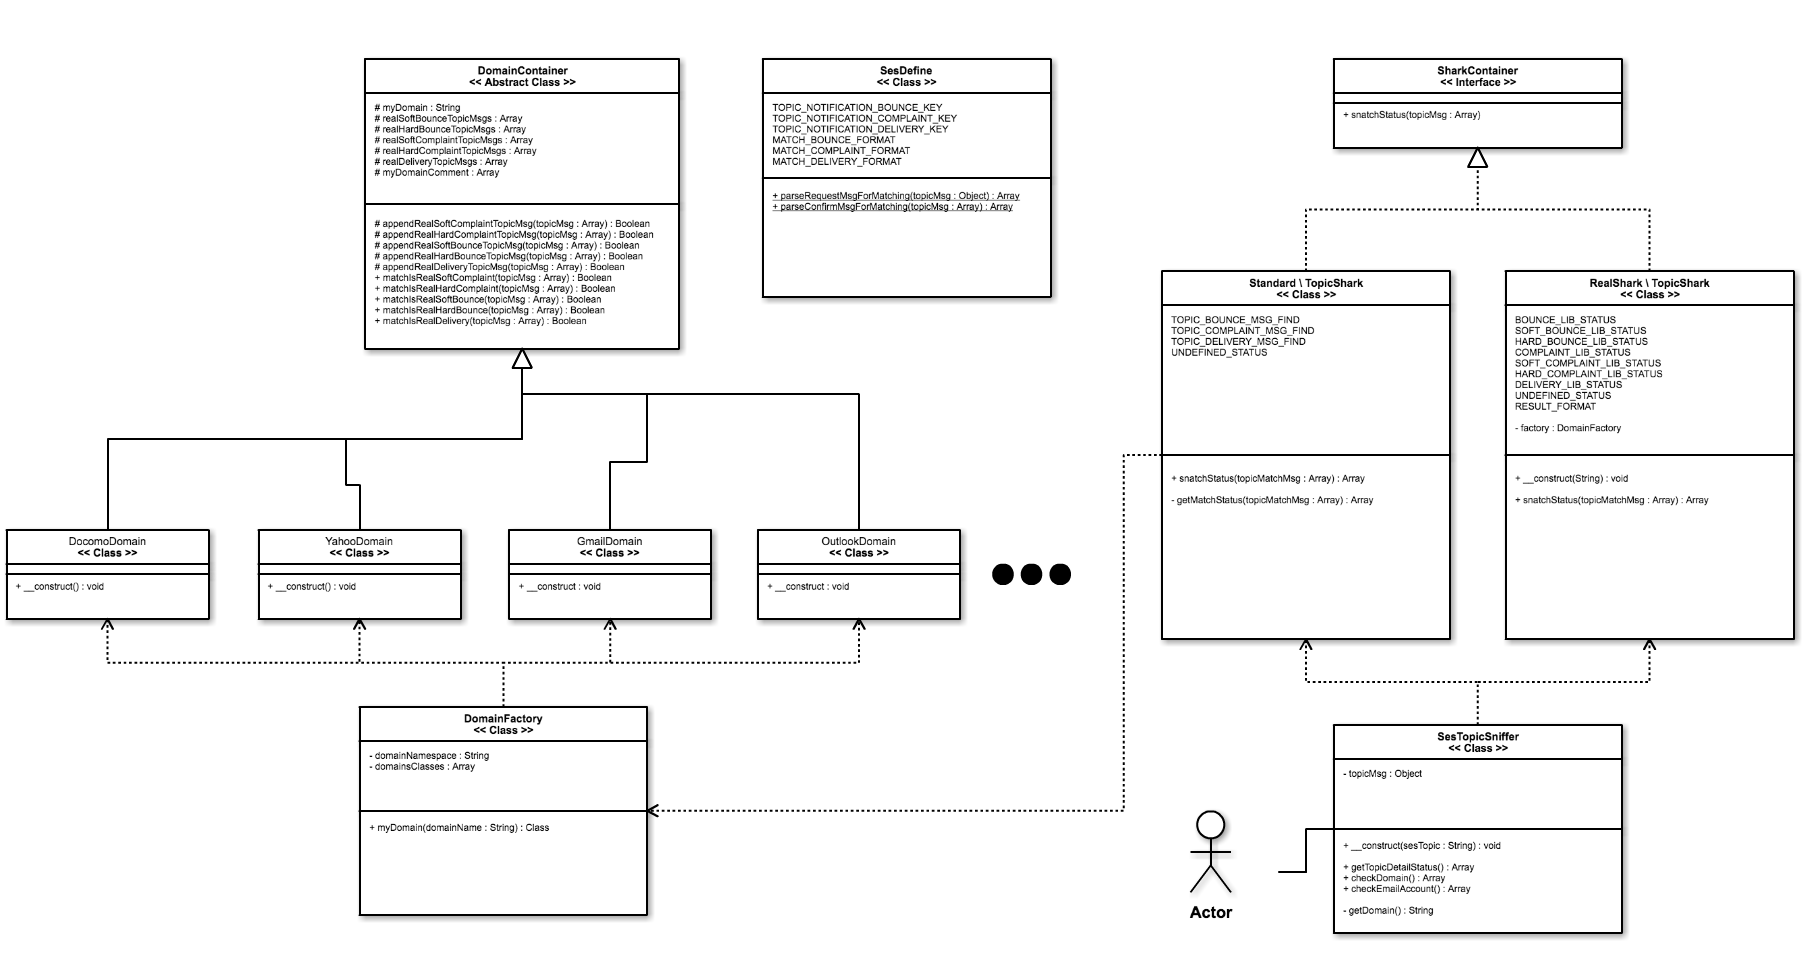 DomainContainer
<< Abstract Class >>
# myDomain : String
# realSoftBounceTopicMsgs : Array
# realHardBounceTopicMsgs : Array
# realSoftComplaintTopicMsgs : Array
# realHardComplaintTopicMsgs : Array
# realDeliveryTopicMsgs : Array
# myDomainComment : Array
# appendRealSoftComplaintTopicMsg(topicMsg : Array) : Boolean
# appendRealHardComplaintTopicMsg(topicMsg : Array) : Boolean
# appendRealSoftBounceTopicMsg(topicMsg : Array) : Boolean
# appendRealHardBounceTopicMsg(topicMsg : Array) : Boolean
# appendRealDeliveryTopicMsg(topicMsg : Array) : Boolean
+ matchIsRealSoftComplaint(topicMsg : Array) : Boolean
+ matchIsRealHardComplaint(topicMsg : Array) : Boolean
+ matchIsRealSoftBounce(topicMsg : Array) : Boolean
+ matchIsRealHardBounce(topicMsg : Array) : Boolean
+ matchIsRealDelivery(topicMsg : Array) : Boolean
SesDefine
<< Class >>
TOPIC_NOTIFICATION_BOUNCE_KEY
TOPIC_NOTIFICATION_COMPLAINT_KEY
TOPIC_NOTIFICATION_DELIVERY_KEY
MATCH_BOUNCE_FORMAT
MATCH_COMPLAINT_FORMAT
MATCH_DELIVERY_FORMAT
+ parseRequestMsgForMatching(topicMsg : Object) : Array
+ parseConfirmMsgForMatching(topicMsg : Array) : Array
SharkContainer
<< Interface >>
+ snatchStatus(topicMsg : Array)
Standard \ TopicShark
<< Class >>
TOPIC_BOUNCE_MSG_FIND
TOPIC_COMPLAINT_MSG_FIND
TOPIC_DELIVERY_MSG_FIND
UNDEFINED_STATUS
+ snatchStatus(topicMatchMsg : Array) : Array
- getMatchStatus(topicMatchMsg : Array) : Array
RealShark \ TopicShark
<< Class >>
BOUNCE_LIB_STATUS
SOFT_BOUNCE_LIB_STATUS
HARD_BOUNCE_LIB_STATUS
COMPLAINT_LIB_STATUS
SOFT_COMPLAINT_LIB_STATUS
HARD_COMPLAINT_LIB_STATUS
DELIVERY_LIB_STATUS
UNDEFINED_STATUS
RESULT_FORMAT
- factory : DomainFactory
+ __construct(String) : void
+ snatchStatus(topicMatchMsg : Array) : Array
DocomoDomain
<< Class >>
+ __construct() : void
YahooDomain
<< Class >>
+ __construct() : void
GmailDomain
<< Class >>
+ __construct : void
OutlookDomain
<< Class >>
+ __construct : void
DomainFactory
<< Class >>
- domainNamespace : String
- domainsClasses : Array
+ myDomain(domainName : String) : Class
SesTopicSniffer
<< Class >>
- topicMsg : Object
+ __construct(sesTopic : String) : void
+ getTopicDetailStatus() : Array
+ checkDomain() : Array
+ checkEmailAccount() : Array
- getDomain() : String
Actor